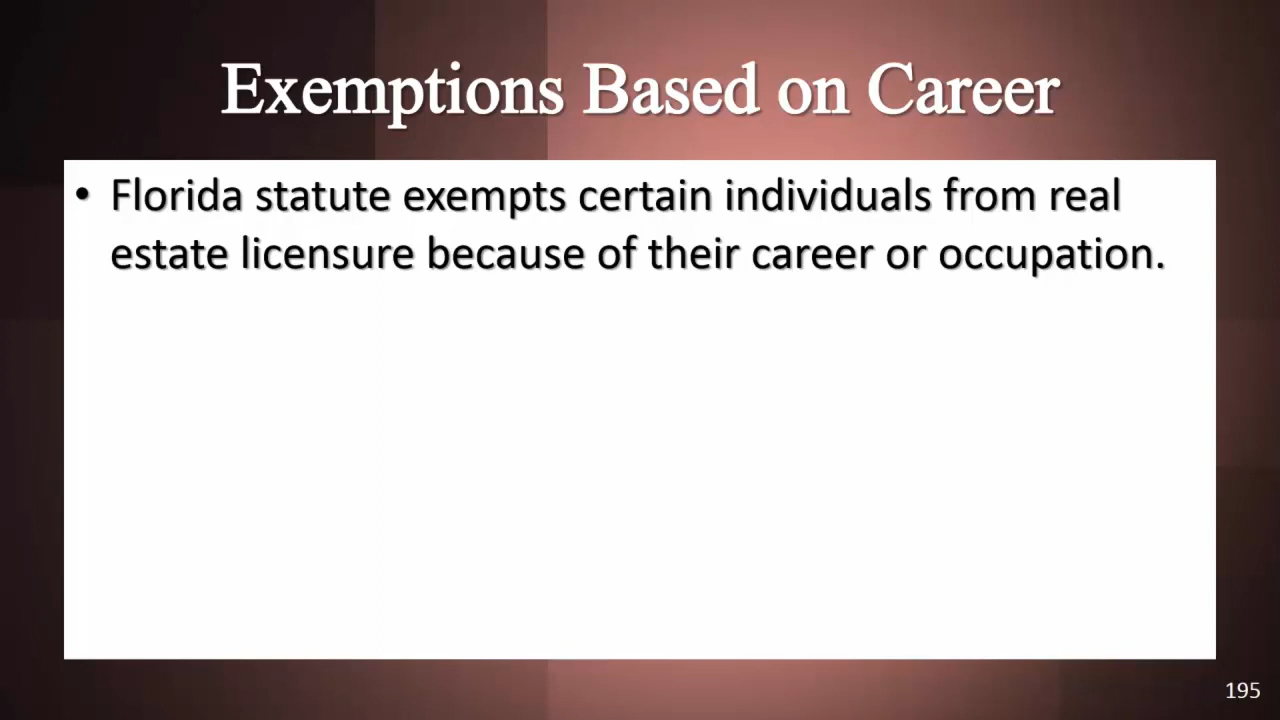 Exemptions Based on Career
• Florida statute exempts certain individuals from real
estate licensure because of their career or occupation.
195